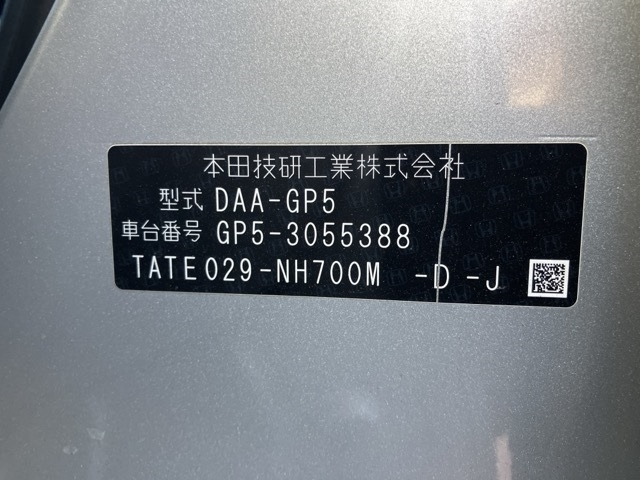 本田技研工業株式会社
型式 DAA-GP5
車台番号 GP5-3055388
TATE029-NH700M -D -J